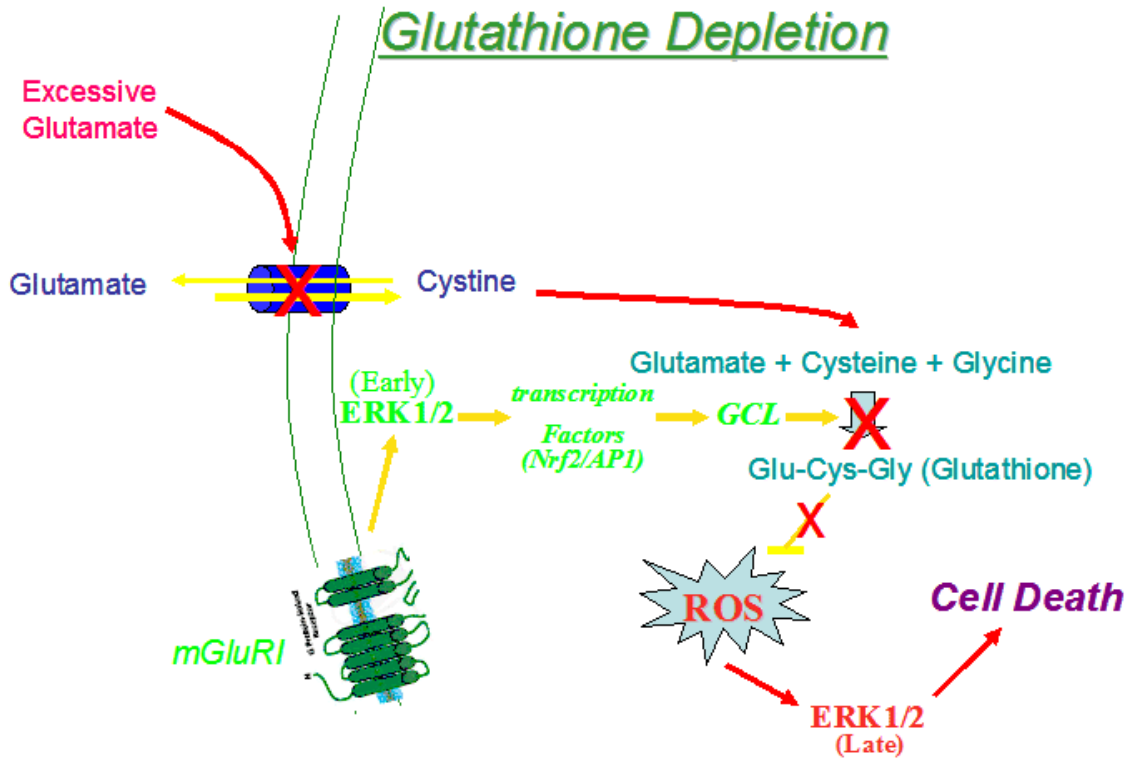 Glutathione Depletion
Excessive
Glutamate
Glutamate
X
Cystine
Glutamate + Cysteine + Glycine
(Early)
ERK1/2
transcription
Factors
(Nrf2/AP1)
GCL
X
Glu-Cys-Gly (Glutathione)
X
ROS
Cell Death
mGluRI
Receptor
N
ERK1/2
(Late)